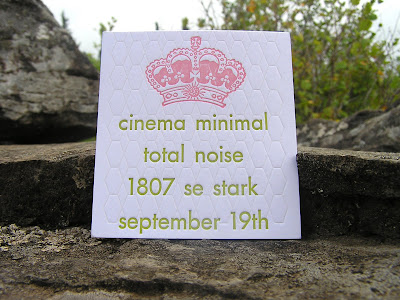 cinema minimal
total noise
1807 se stark
september 19th